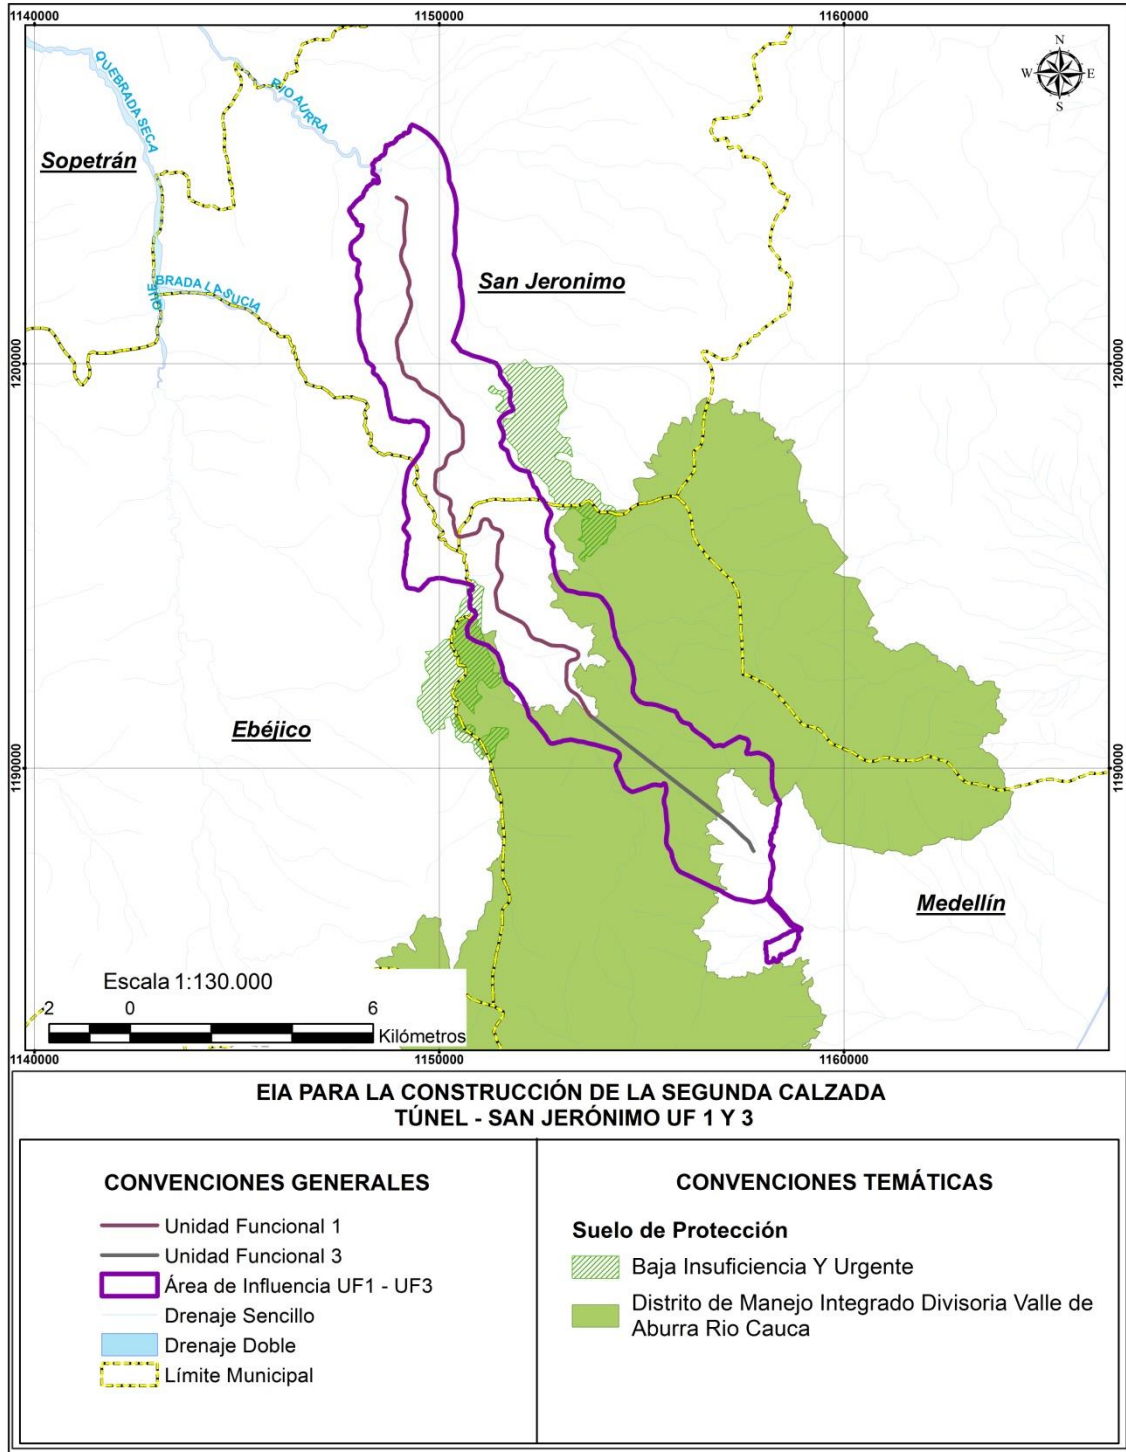 1140000
1150000
1160000
N
W E
S
QUEBRADA SECA
RIO AURRA
Sopetrán
San Jeronimo
BRADA LA SUCIA
QUE
1200000
1200000
Ebéjico
1190000
1190000
Medellín
Escala 1:130.000
2 0 6
Kilómetros
1140000
1150000
1160000
EIA PARA LA CONSTRUCCIÓN DE LA SEGUNDA CALZADA
TÚNEL - SAN JERÓNIMO UF 1 Y 3
CONVENCIONES GENERALES
Unidad Funcional 1
Unidad Funcional 3
Área de Influencia UF1 - UF3
Drenaje Sencillo
Drenaje Doble
Límite Municipal
CONVENCIONES TEMÁTICAS
Suelo de Protección
Baja Insuficiencia Y Urgente
Distrito de Manejo Integrado Divisoria Valle de
Aburra Rio Cauca